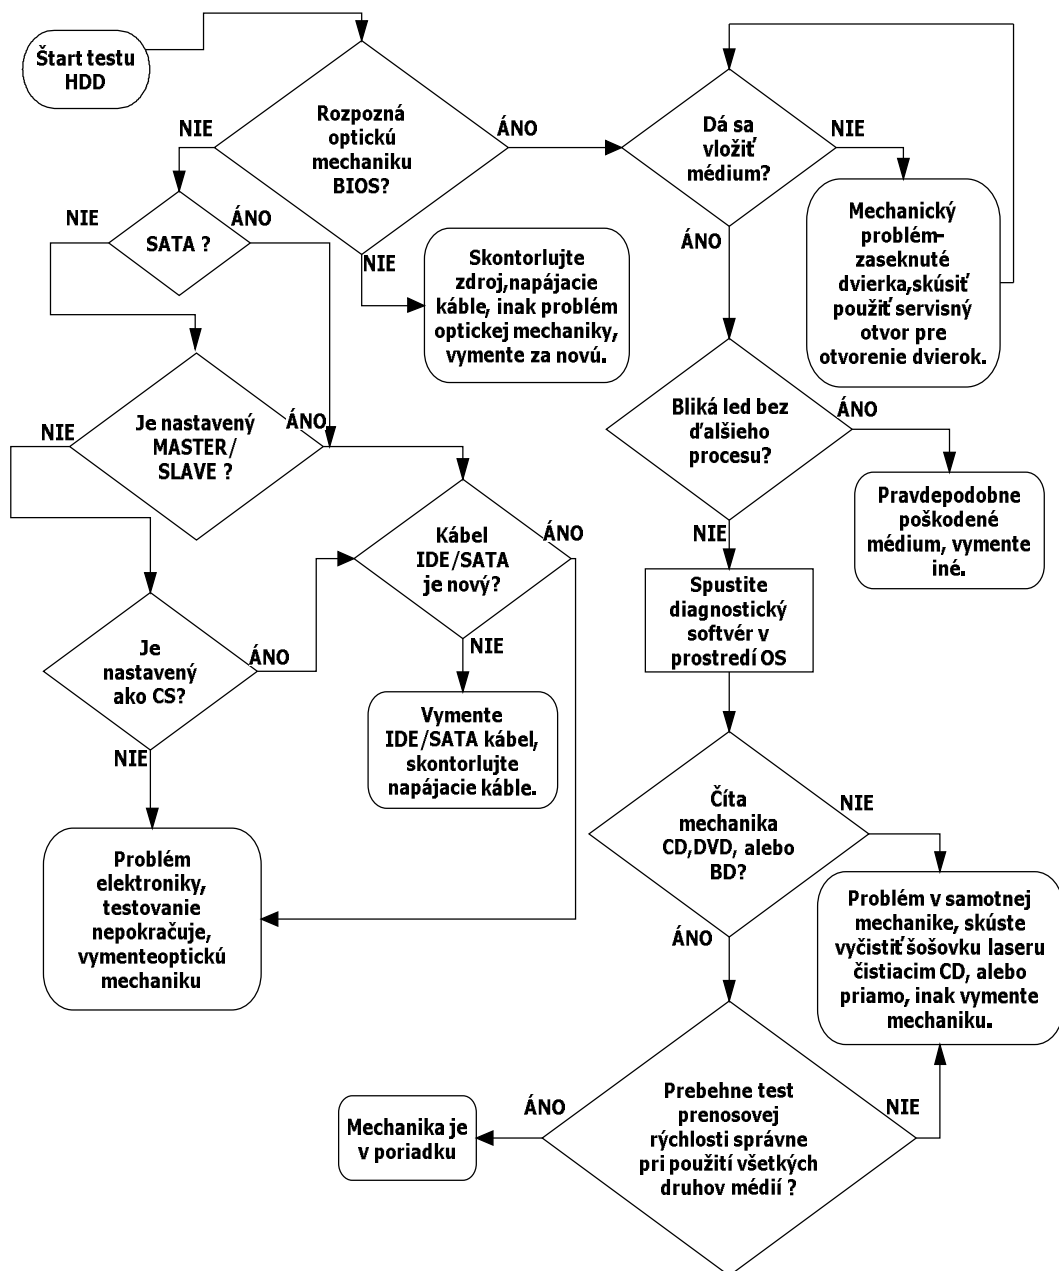 Štart testu
HDD
Rozpozná
optickú
mechaniku
BIOS?
NIE
ÁNO
Dá sa
vložiť
médium?
NIE
ÁNO
Mechanický
problém-
zaseknuté
dvierka,skúsiť
použiť servisný
otvor pre
otvorenie dvierok.
NIE
SATA ?
ÁNO
NIE
Skontorlujte
zdroj,napájacie
káble, inak problém
optickej mechaniky,
vymente za novú.
NIE
Je nastavený
MASTER/
SLAVE ?
ÁNO
Bliká led bez
ďalšieho
procesu?
ÁNO
NIE
Pravdepodobne
poškodené
médium, vymente
iné.
Kábel
IDE/SATA
je nový?
ÁNO
NIE
Spustite
diagnostický
softvér v
prostredí OS
Je
nastavený
ako CS?
ÁNO
NIE
Vymente
IDE/SATA kábel,
skontorlujte
napájacie káble.
Číta
mechanika
CD,DVD, alebo
BD?
NIE
ÁNO
Problém
elektroniky,
testovanie
nepokračuje,
vymenteoptickú
mechaniku
Problém v samotnej
mechanike, skúste
vyčistiť šošovku laseru
čistiacim CD, alebo
priamo, inak vymente
mechaniku.
Prebehne test
prenosovej
rýchlosti správne
pri použití všetkých
druhov médií ?
ÁNO
NIE
Mechanika je
v poriadku